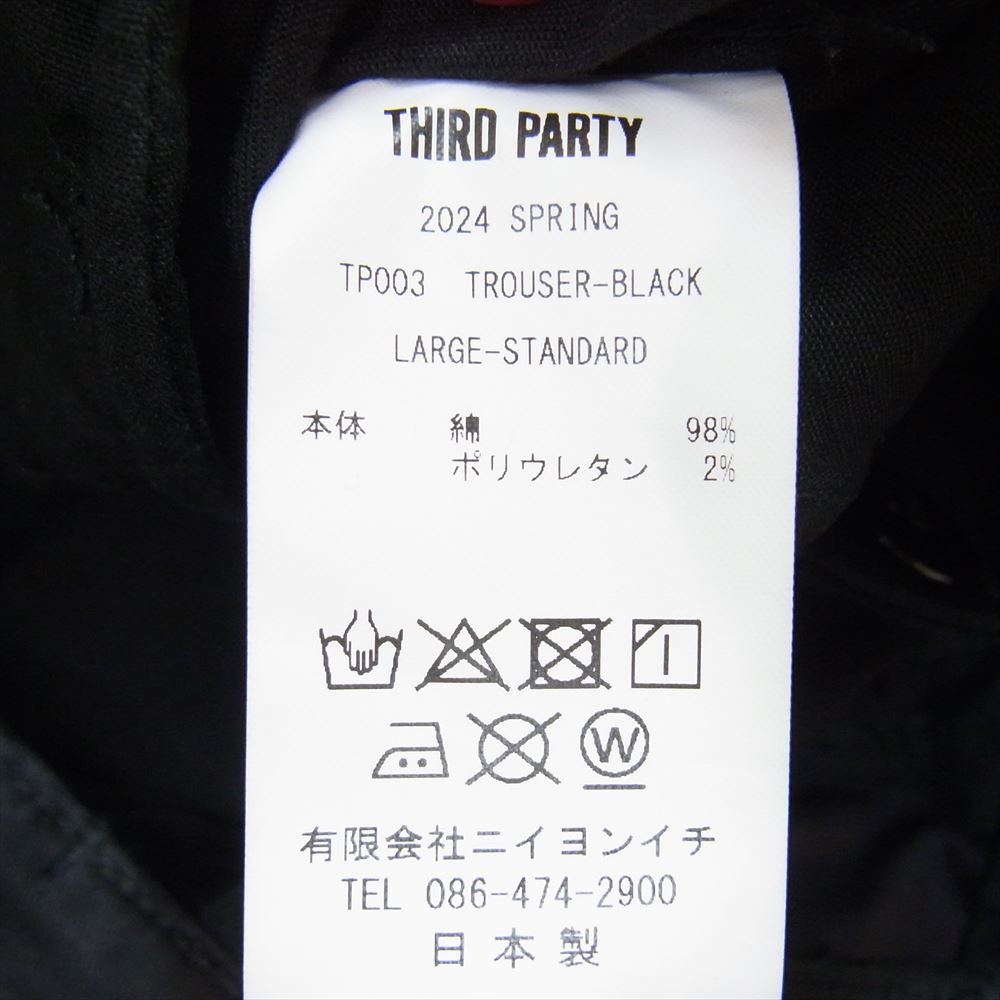 THIRD PARTY
2024 SPRING
TP003 TROUSER-BLACK
LARGE-STANDARD
本体 綿 98%
ポリウレタン 2%
W
有限会社ニイヨンイチ
TEL 086-474-2900
日本製